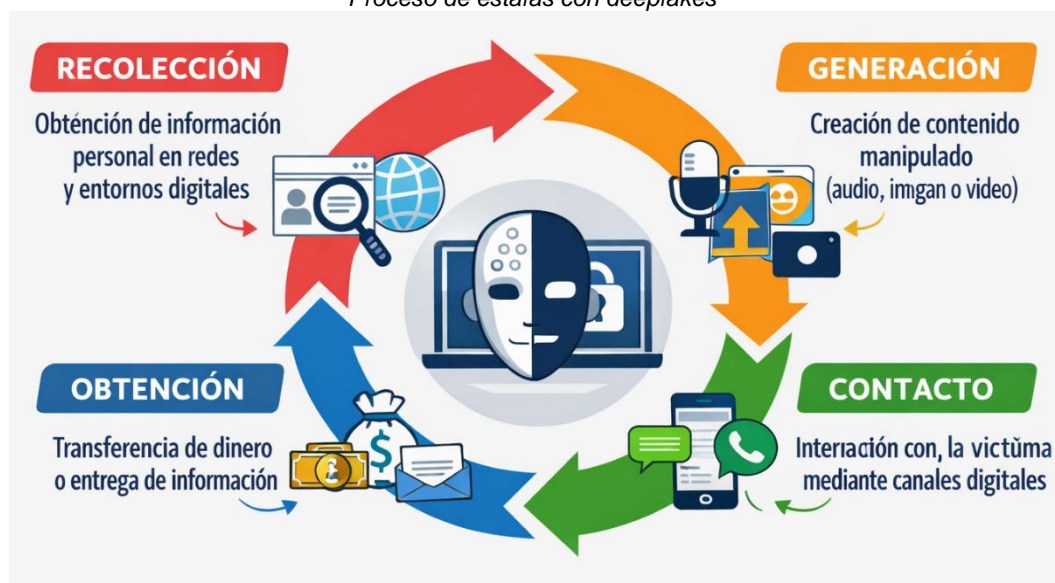 Proceso de estafas con deepfakes
RECOLECCIÓN
Obtención de información
personal en redes
y entornos digitales
GENERACIÓN
Creación de contenido
manipulado
(audio, imgan o video)
OBTENCIÓN
Transferencia de dinero
o entrega de información
CONTACTO
Interación con, la victŭma
mediante canales digitales